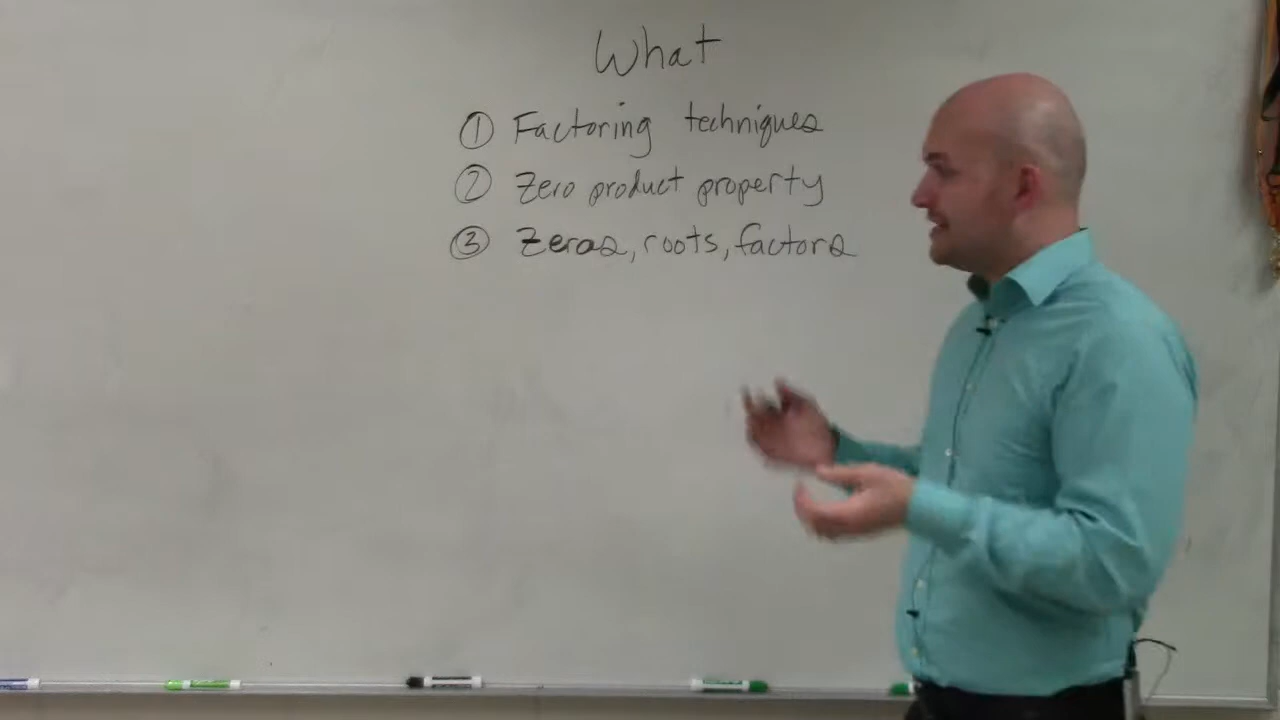 What
① Factoring techniques
② Zero product property
③ Zeros, roots, factors